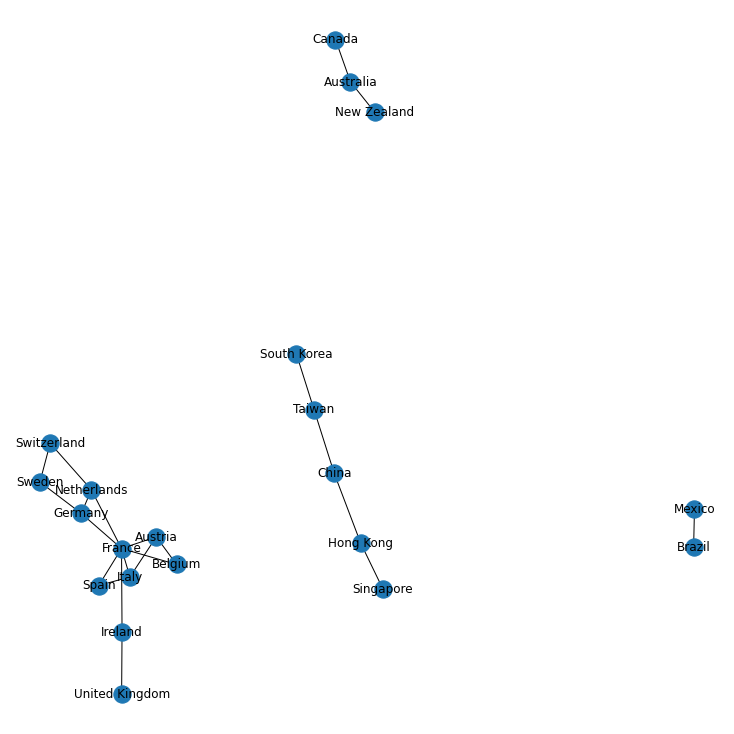 Canada
Australia
New Zealand
South Korea
Taiwan
Switzerland
China
Sweden
Netherlands
Mexico
Germany
Austria
Hong Kong
France
Brazil
Belgium
Italy
Spain
Singapore
Ireland
United Kingdom